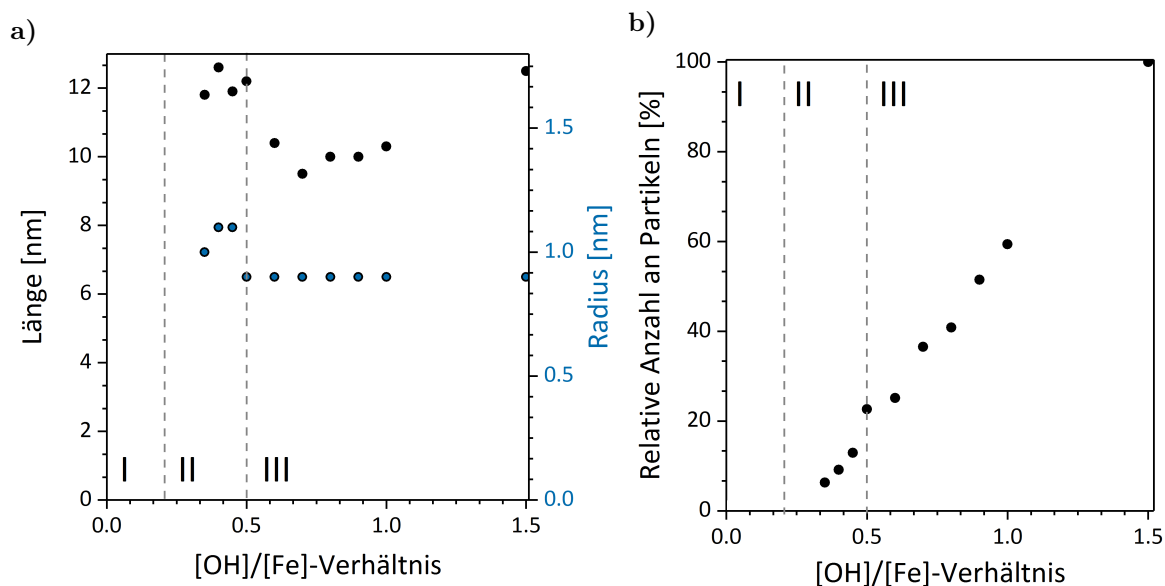 a)
Länge [nm]
12
10
8
6
4
2
0
I
II
III
1.5
1.0
0.5
0.0
Radius [nm]
0.0
0.5
1.0
1.5
[OH]/[Fe]-Verhältnis
b)
Relative Anzahl an Partikeln [%]
100
80
60
40
20
0
I
II
III
0.0
0.5
1.0
1.5
[OH]/[Fe]-Verhältnis